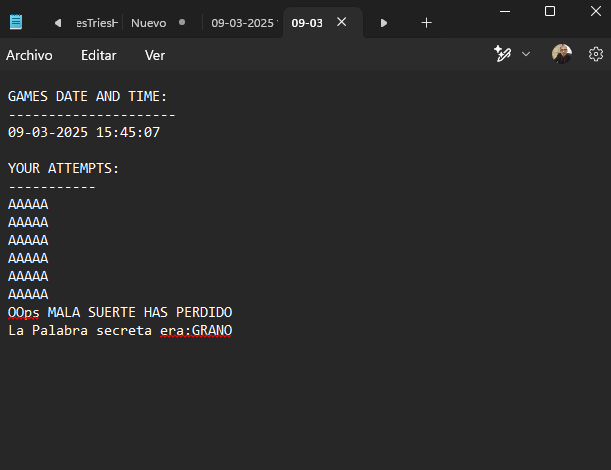 esTriesH
Nuevo
09-03-2025
09-03
Archivo
Editar
Ver
GAMES DATE AND TIME:
---------------------
09-03-2025 15:45:07
YOUR ATTEMPTS:
-----------
AAAAA
AAAAA
AAAAA
AAAAA
AAAAA
AAAAA
OOps MALA SUERTE HAS PERDIDO
La Palabra secreta era:GRANO